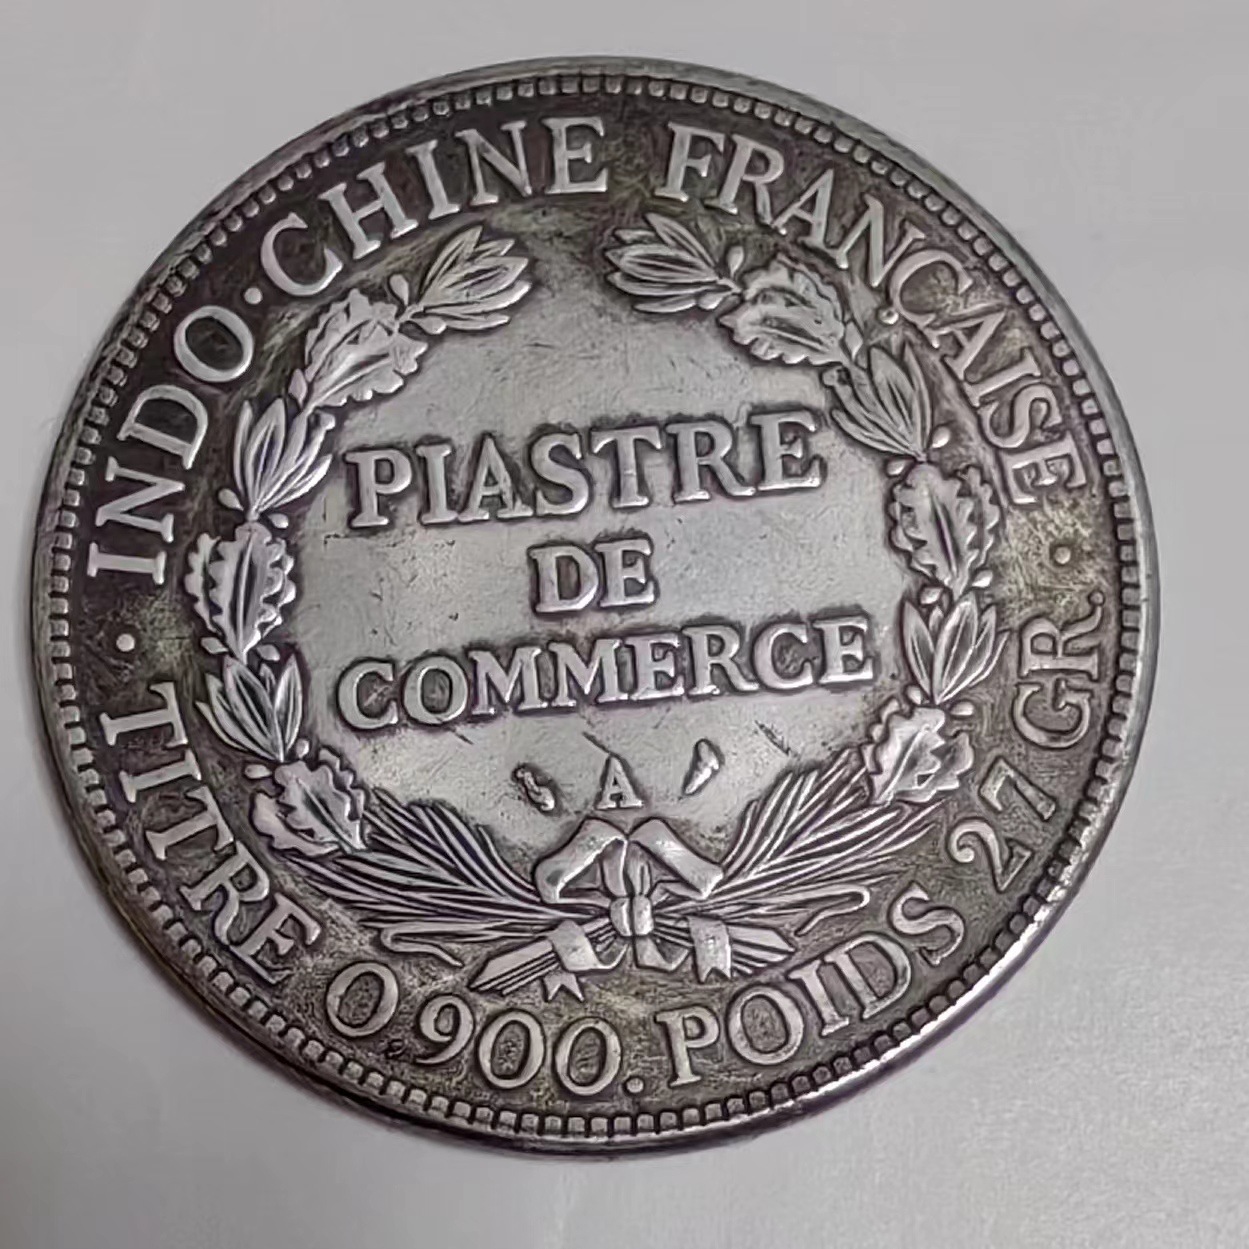 INDO·CHINE FRANÇAISE
PIASTRE
DE
COMMERCE
A
· TITRE 0 900. POIDS 27 GR. ·